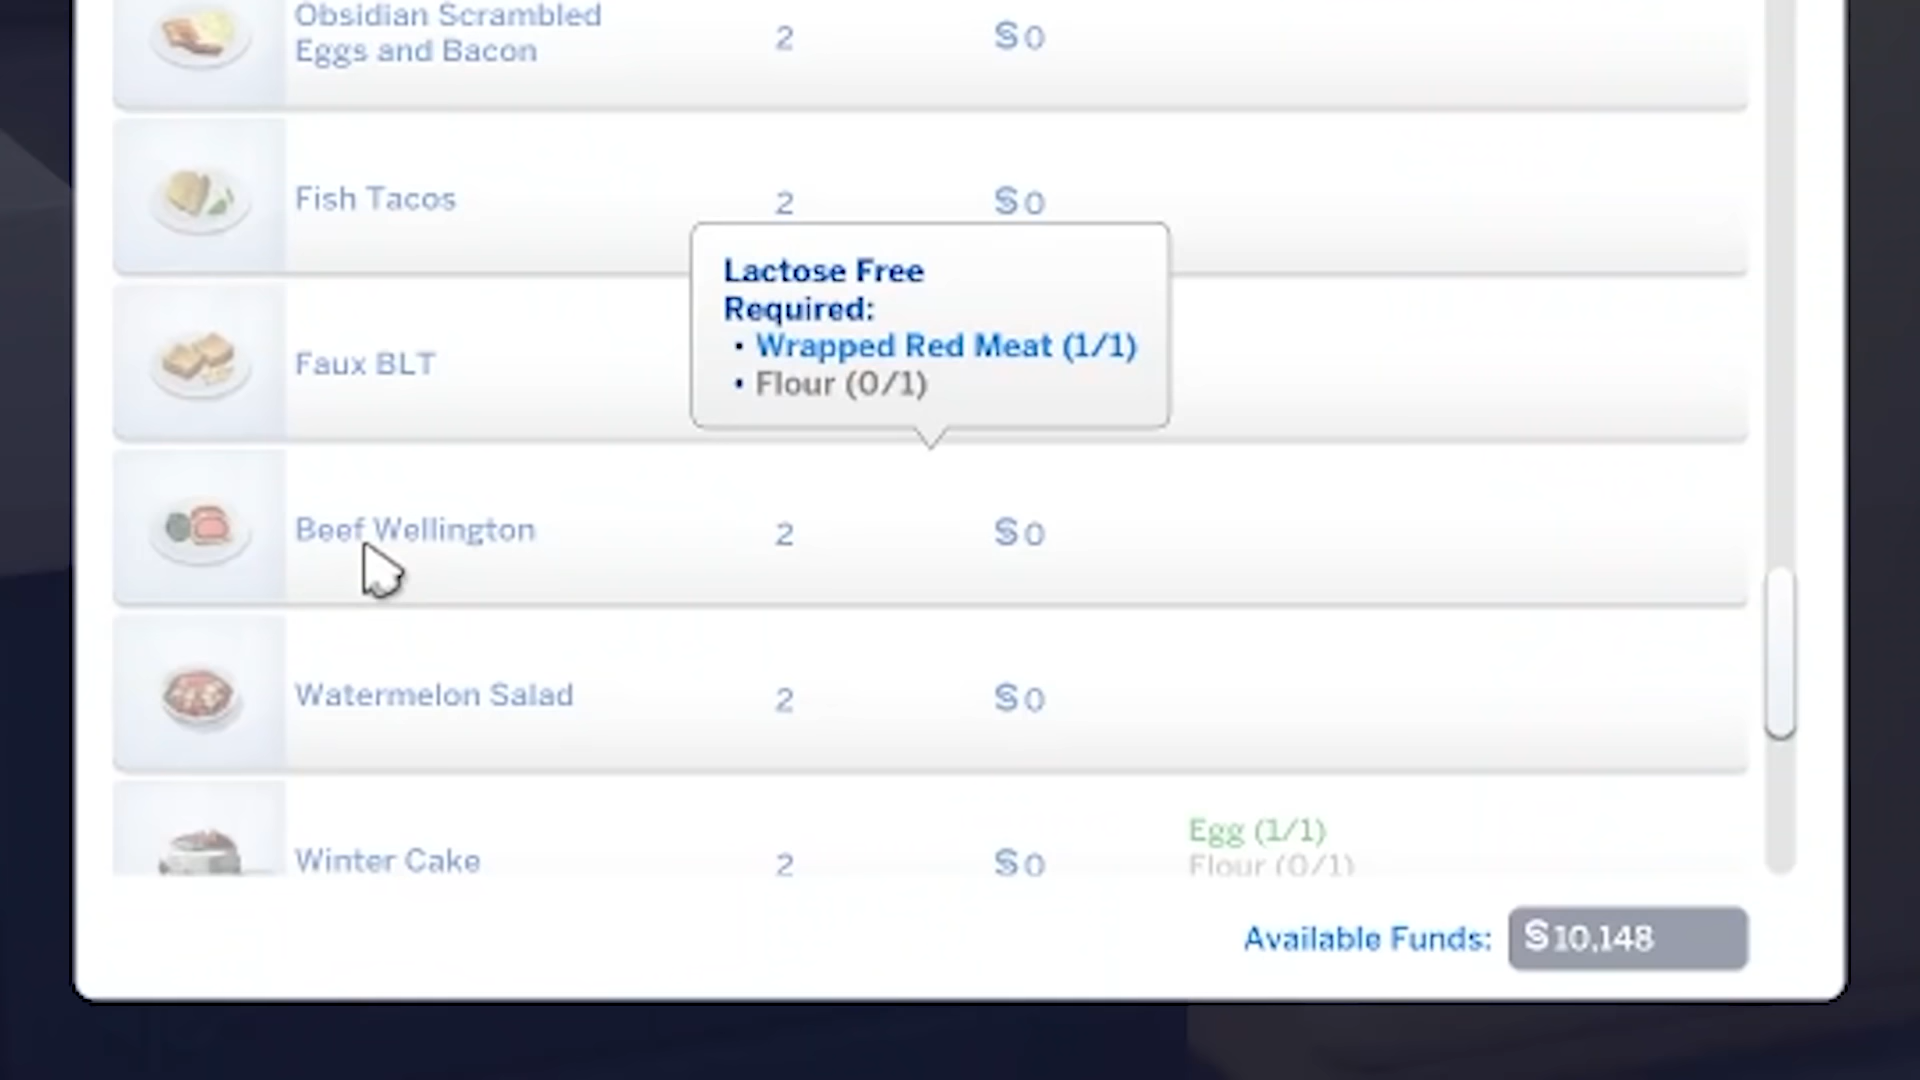 Obsidian Scrambled
Eggs and Bacon
2
§0
Fish Tacos
2
§0
Lactose Free
Required:
• Wrapped Red Meat (1/1)
• Flour (0/1)
Faux BLT
Beef Wellington
2
§0
Watermelon Salad
2
§0
Winter Cake
2
§0
Egg (1/1)
Flour (0/1)
Available Funds:
§10,148